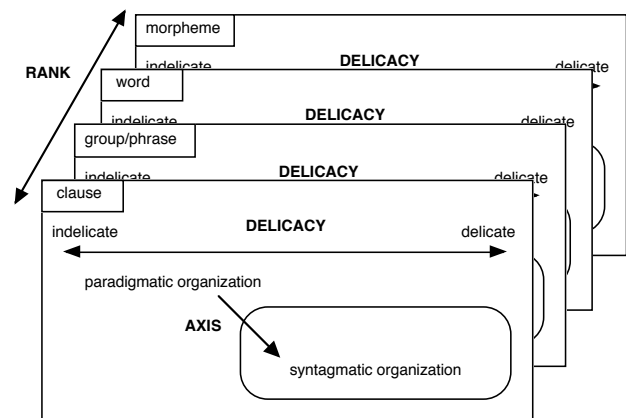 morpheme
RANK
indelicate DELICACY delicate
word
indelicate DELICACY delicate
group/phrase
indelicate DELICACY delicate
clause
indelicate DELICACY delicate
paradigmatic organization
AXIS
syntagmatic organization